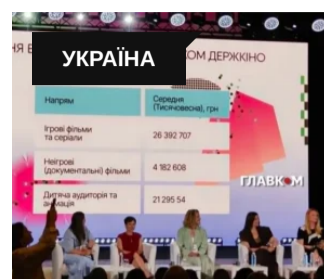 УКРАЇНА
КОМ ДЕРЖКІНО
Напрям
Середня
(Тисячовесна), грн
Ігрові фільми
та серіали
26 392 707
Неігрові
(документальні) фільми
4 182 608
ГЛАВКОМ
Дитяча аудиторія та
анімація
21 295 54